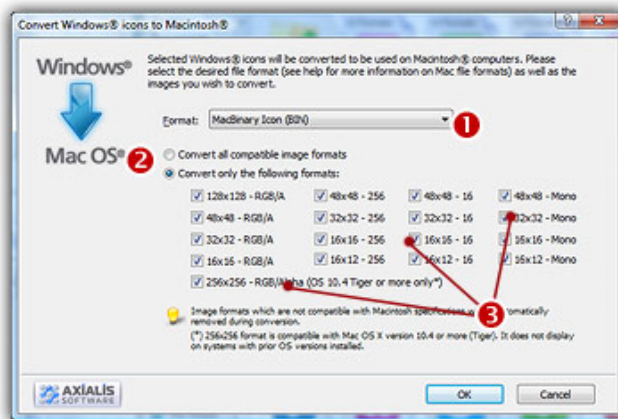 Convert Windows® icons to Macintosh®
Windows®
Mac OS®
Selected Windows® icons will be converted to be used on Macintosh® computers. Please
select the desired file format (see help for more information on Mac file formats) as well as the
images you wish to convert.
Format: MacBinary Icon (BIN) 1
2 Convert all compatible image formats
Convert only the following formats:
128x128 - RGB/A 48x48 - 256 48x48 - 16 48x48 - Mono
48x48 - RGB/A 32x32 - 256 32x32 - 16 32x32 - Mono
32x32 - RGB/A 16x16 - 256 16x16 - 16 16x16 - Mono
16x16 - RGB/A 16x12 - 256 16x12 - 16 16x12 - Mono
256x256 - RGB/Alpha (OS 10.4 Tiger or more only*)
3
Image formats which are not compatible with Macintosh specifications
removed during conversion.
(*) 256x256 format is compatible with Mac OS X version 10.4 or more (Tiger). It does not display
on systems with prior OS versions installed.
AXIALIS
SOFTWARE
OK Cancel